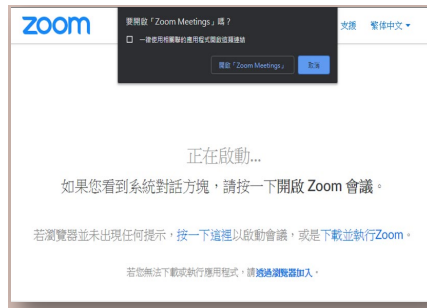 zoom
要開啟「Zoom Meetings」嗎？
一律使用相關聯的應用程式開啟這類連結
開啟「Zoom Meetings」 取消
支援 繁体中文
正在啟動...
如果您看到系統對話方塊，請按一下開啟 Zoom 會議。
若瀏覽器並未出現任何提示，按一下這裡以啟動會議，或是下載並執行Zoom。
若您無法下載或執行應用程式，請透過瀏覽器加入。